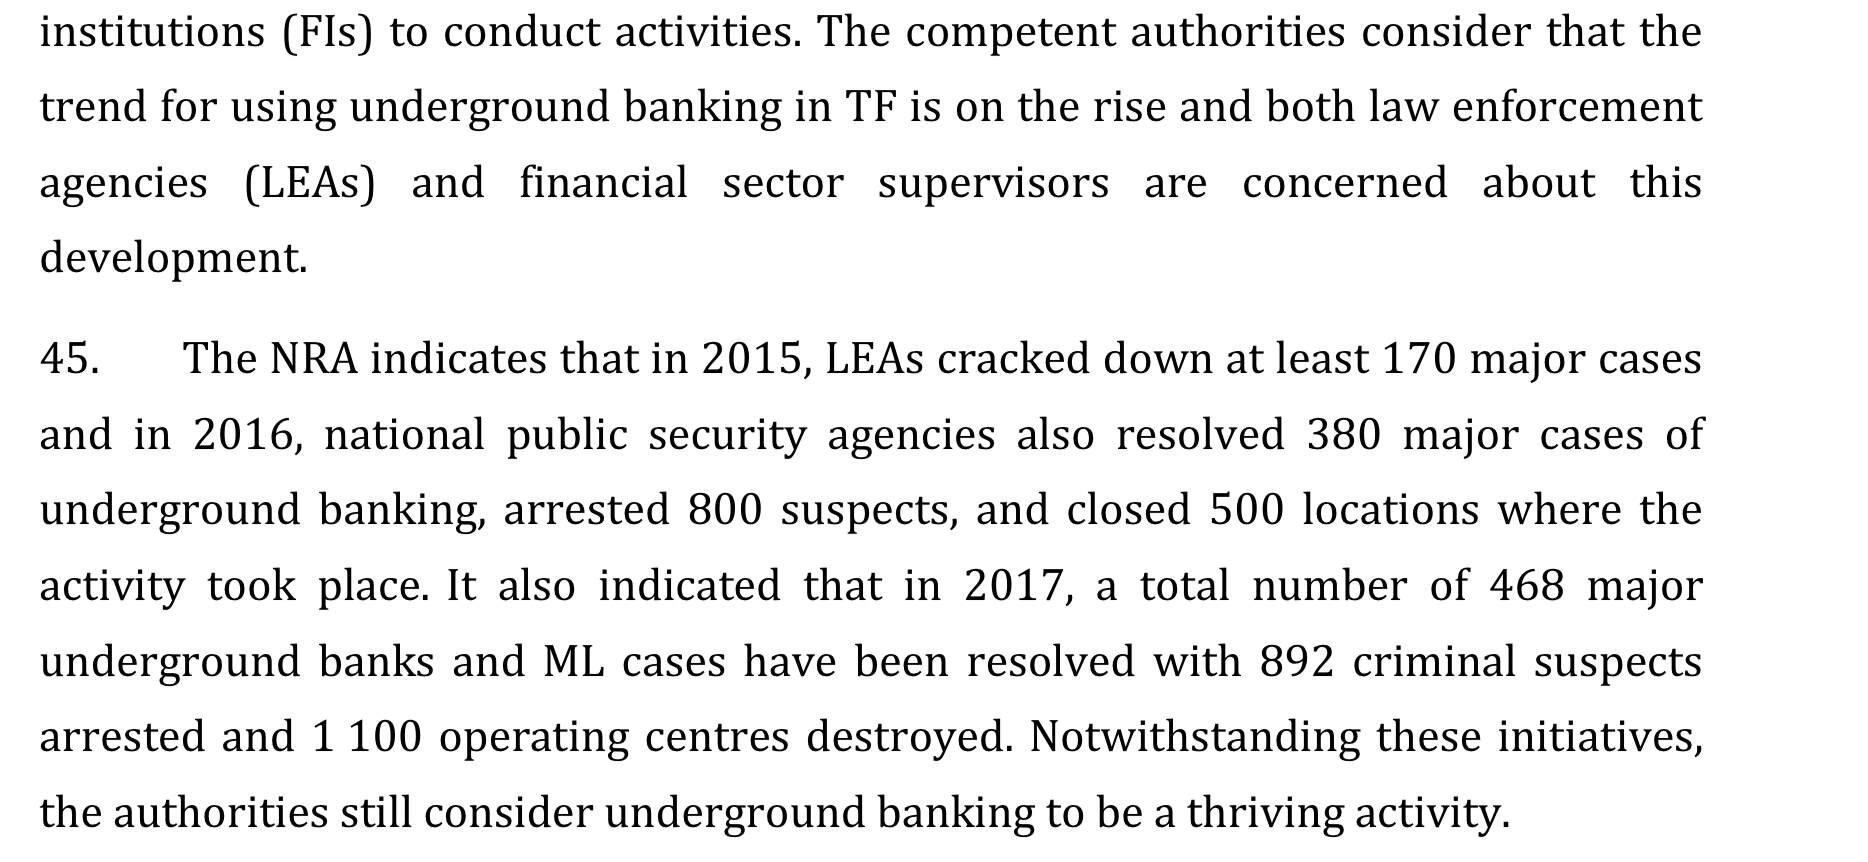 institutions (FIs) to conduct activities. The competent authorities consider that the
trend for using underground banking in TF is on the rise and both law enforcement
agencies (LEAs) and financial sector supervisors are concerned about this
development.
45. The NRA indicates that in 2015, LEAs cracked down at least 170 major cases
and in 2016, national public security agencies also resolved 380 major cases of
underground banking, arrested 800 suspects, and closed 500 locations where the
activity took place. It also indicated that in 2017, a total number of 468 major
underground banks and ML cases have been resolved with 892 criminal suspects
arrested and 1 100 operating centres destroyed. Notwithstanding these initiatives,
the authorities still consider underground banking to be a thriving activity.